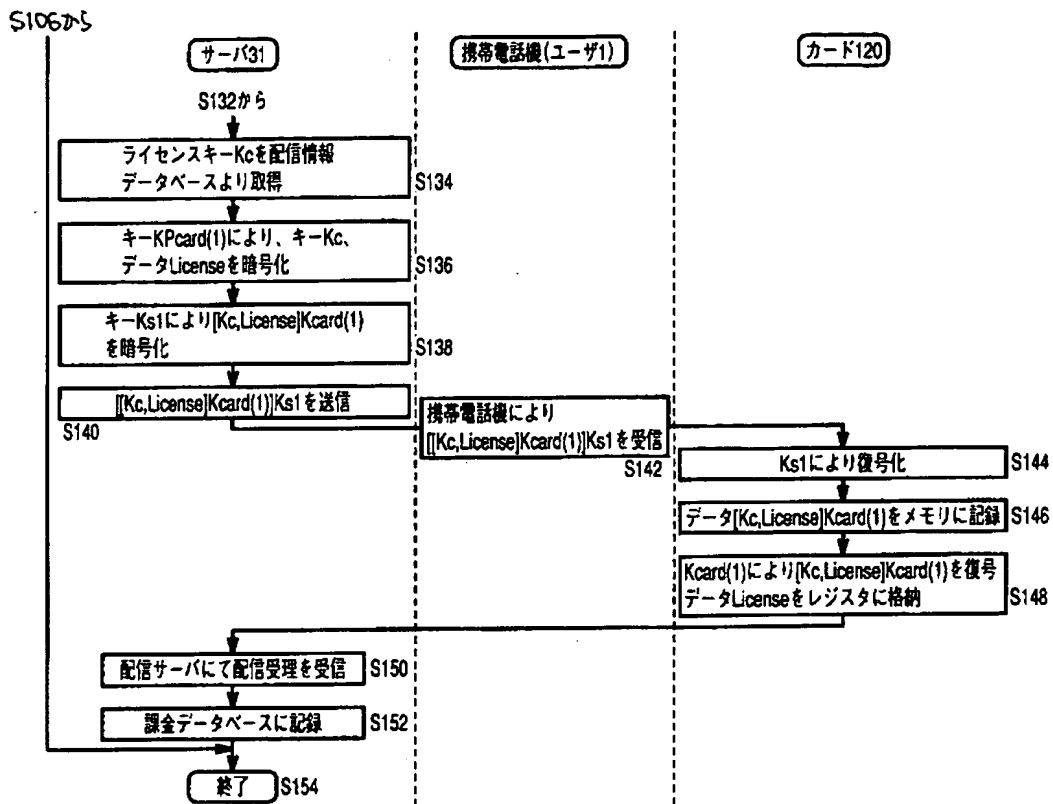 S106から
サーバ31
携帯電話機(ユーザ1)
カード120
S132から
ライセンスキーKcを配信情報
データベースより取得
S134
キーKPcard(1)により、キーKc、
データLicenseを暗号化
S136
キーKs1により[Kc,License]Kcard(1)
を暗号化
S138
[[Kc,License]Kcard(1)]Ks1を送信
S140
携帯電話機により
[[Kc,License]Kcard(1)]Ks1を受信
S142
Ks1により復号化
S144
データ[Kc,License]Kcard(1)をメモリに記録
S146
Kcard(1)により[Kc,License]Kcard(1)を復号
データLicenseをレジスタに格納
S148
配信サーバにて配信受理を受信
S150
課金データベースに記録
S152
終了
S154